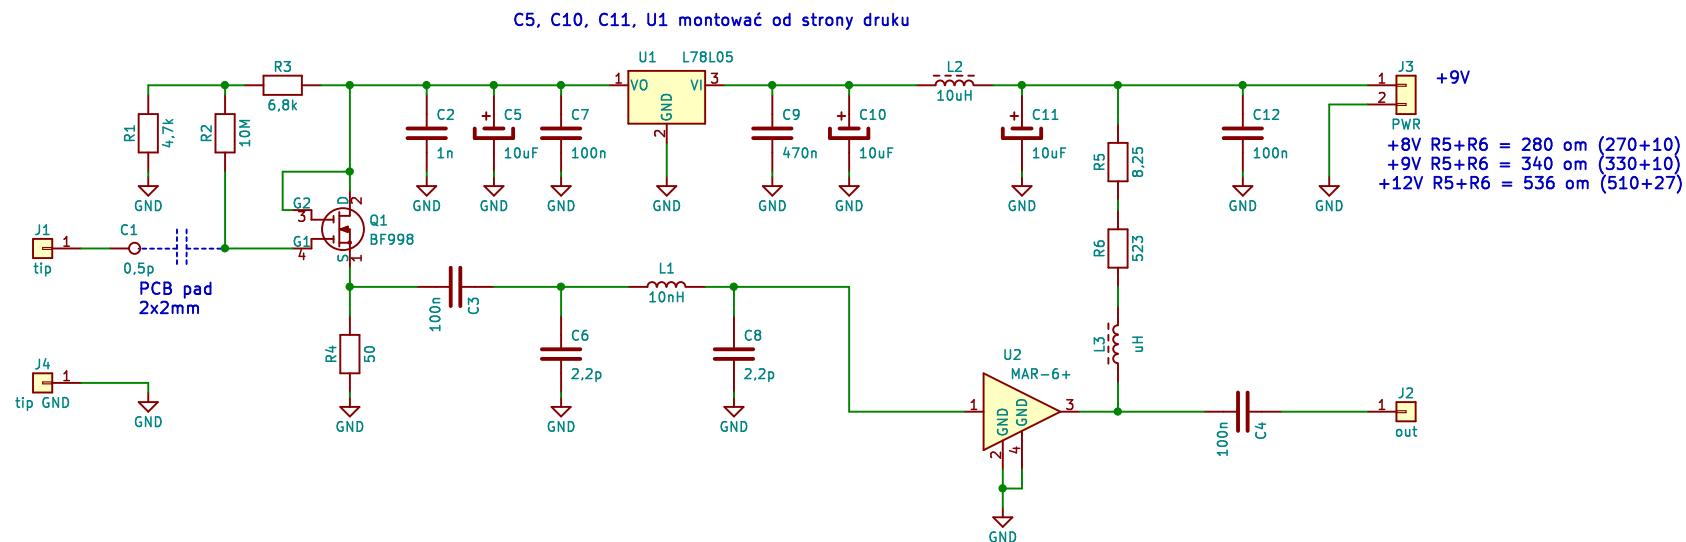 C5, C10, C11, U1 montować od strony druku
R3
6,8k
R1
4,7k
R2
10M
GND
C2
1n
GND
C5
10uF
GND
C7
100n
GND
U1
L78L05
1
VO
VI
3
GND
2
GND
C9
470n
GND
C10
10uF
GND
L2
10uH
C11
10uF
GND
R5
8,25
C12
100n
GND
J3
1
2
PWR
+9V
GND
+8V R5+R6 = 280 om (270+10)
+9V R5+R6 = 340 om (330+10)
+12V R5+R6 = 536 om (510+27)
J1
1
tip
C1
0,5p
PCB pad
2x2mm
G2
3
G1
4
D
2
S
1
Q1
BF998
R4
50
GND
100n
C3
C6
2,2p
GND
L1
10nH
C8
2,2p
GND
R6
523
L3
uH
J4
1
tip GND
GND
U2
MAR-6+
1
3
GND
GND
2
4
GND
100n
C4
J2
1
out